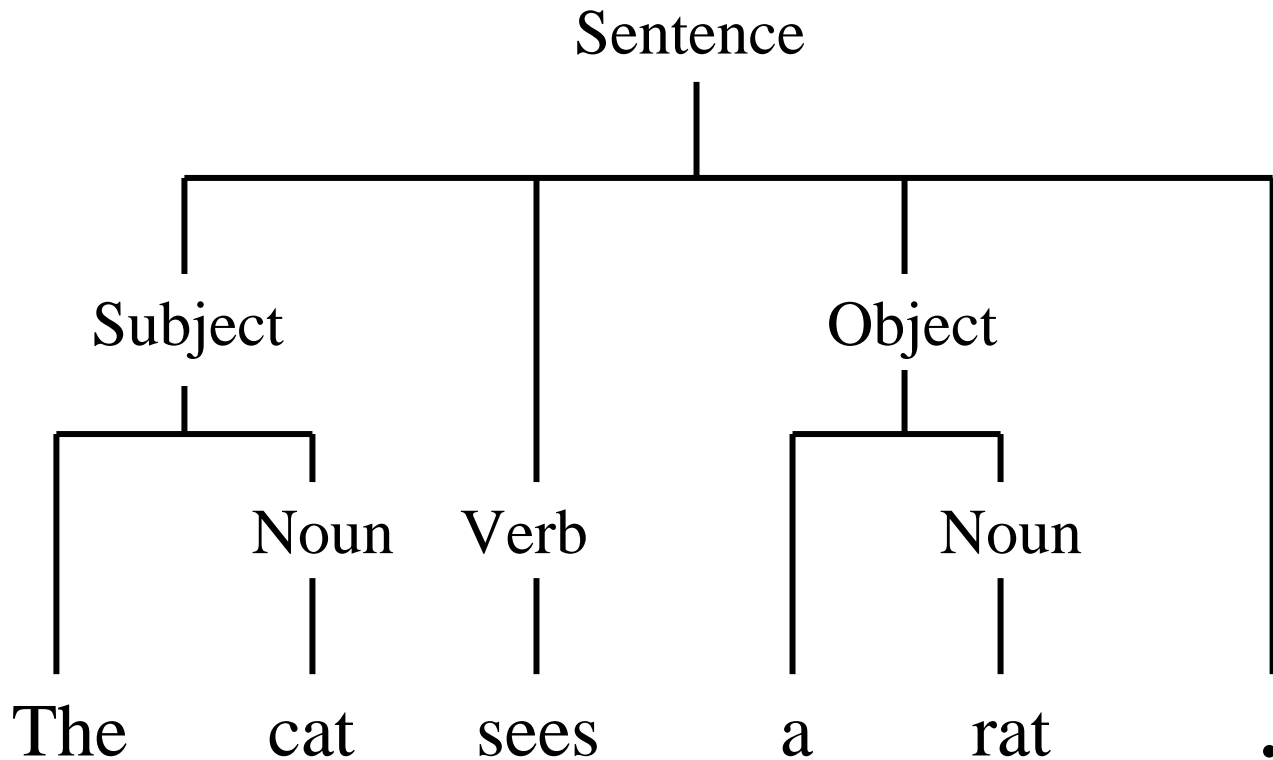 Sentence
Subject Object
Noun Verb Noun
The cat sees a rat .